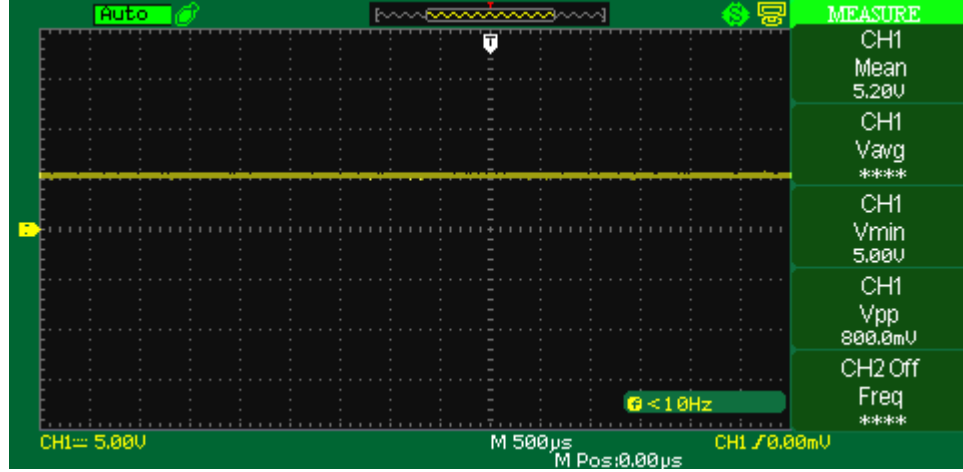 Auto
T
MEASURE
CH1
Mean
5.20V
CH1
Vavg
****
CH1
Vmin
5.00V
CH1
Vpp
800.0mV
CH2 Off
Freq
****
f <10Hz
CH1 5.00V
M 500µs
CH1 0.00mV
M Pos:0.00µs